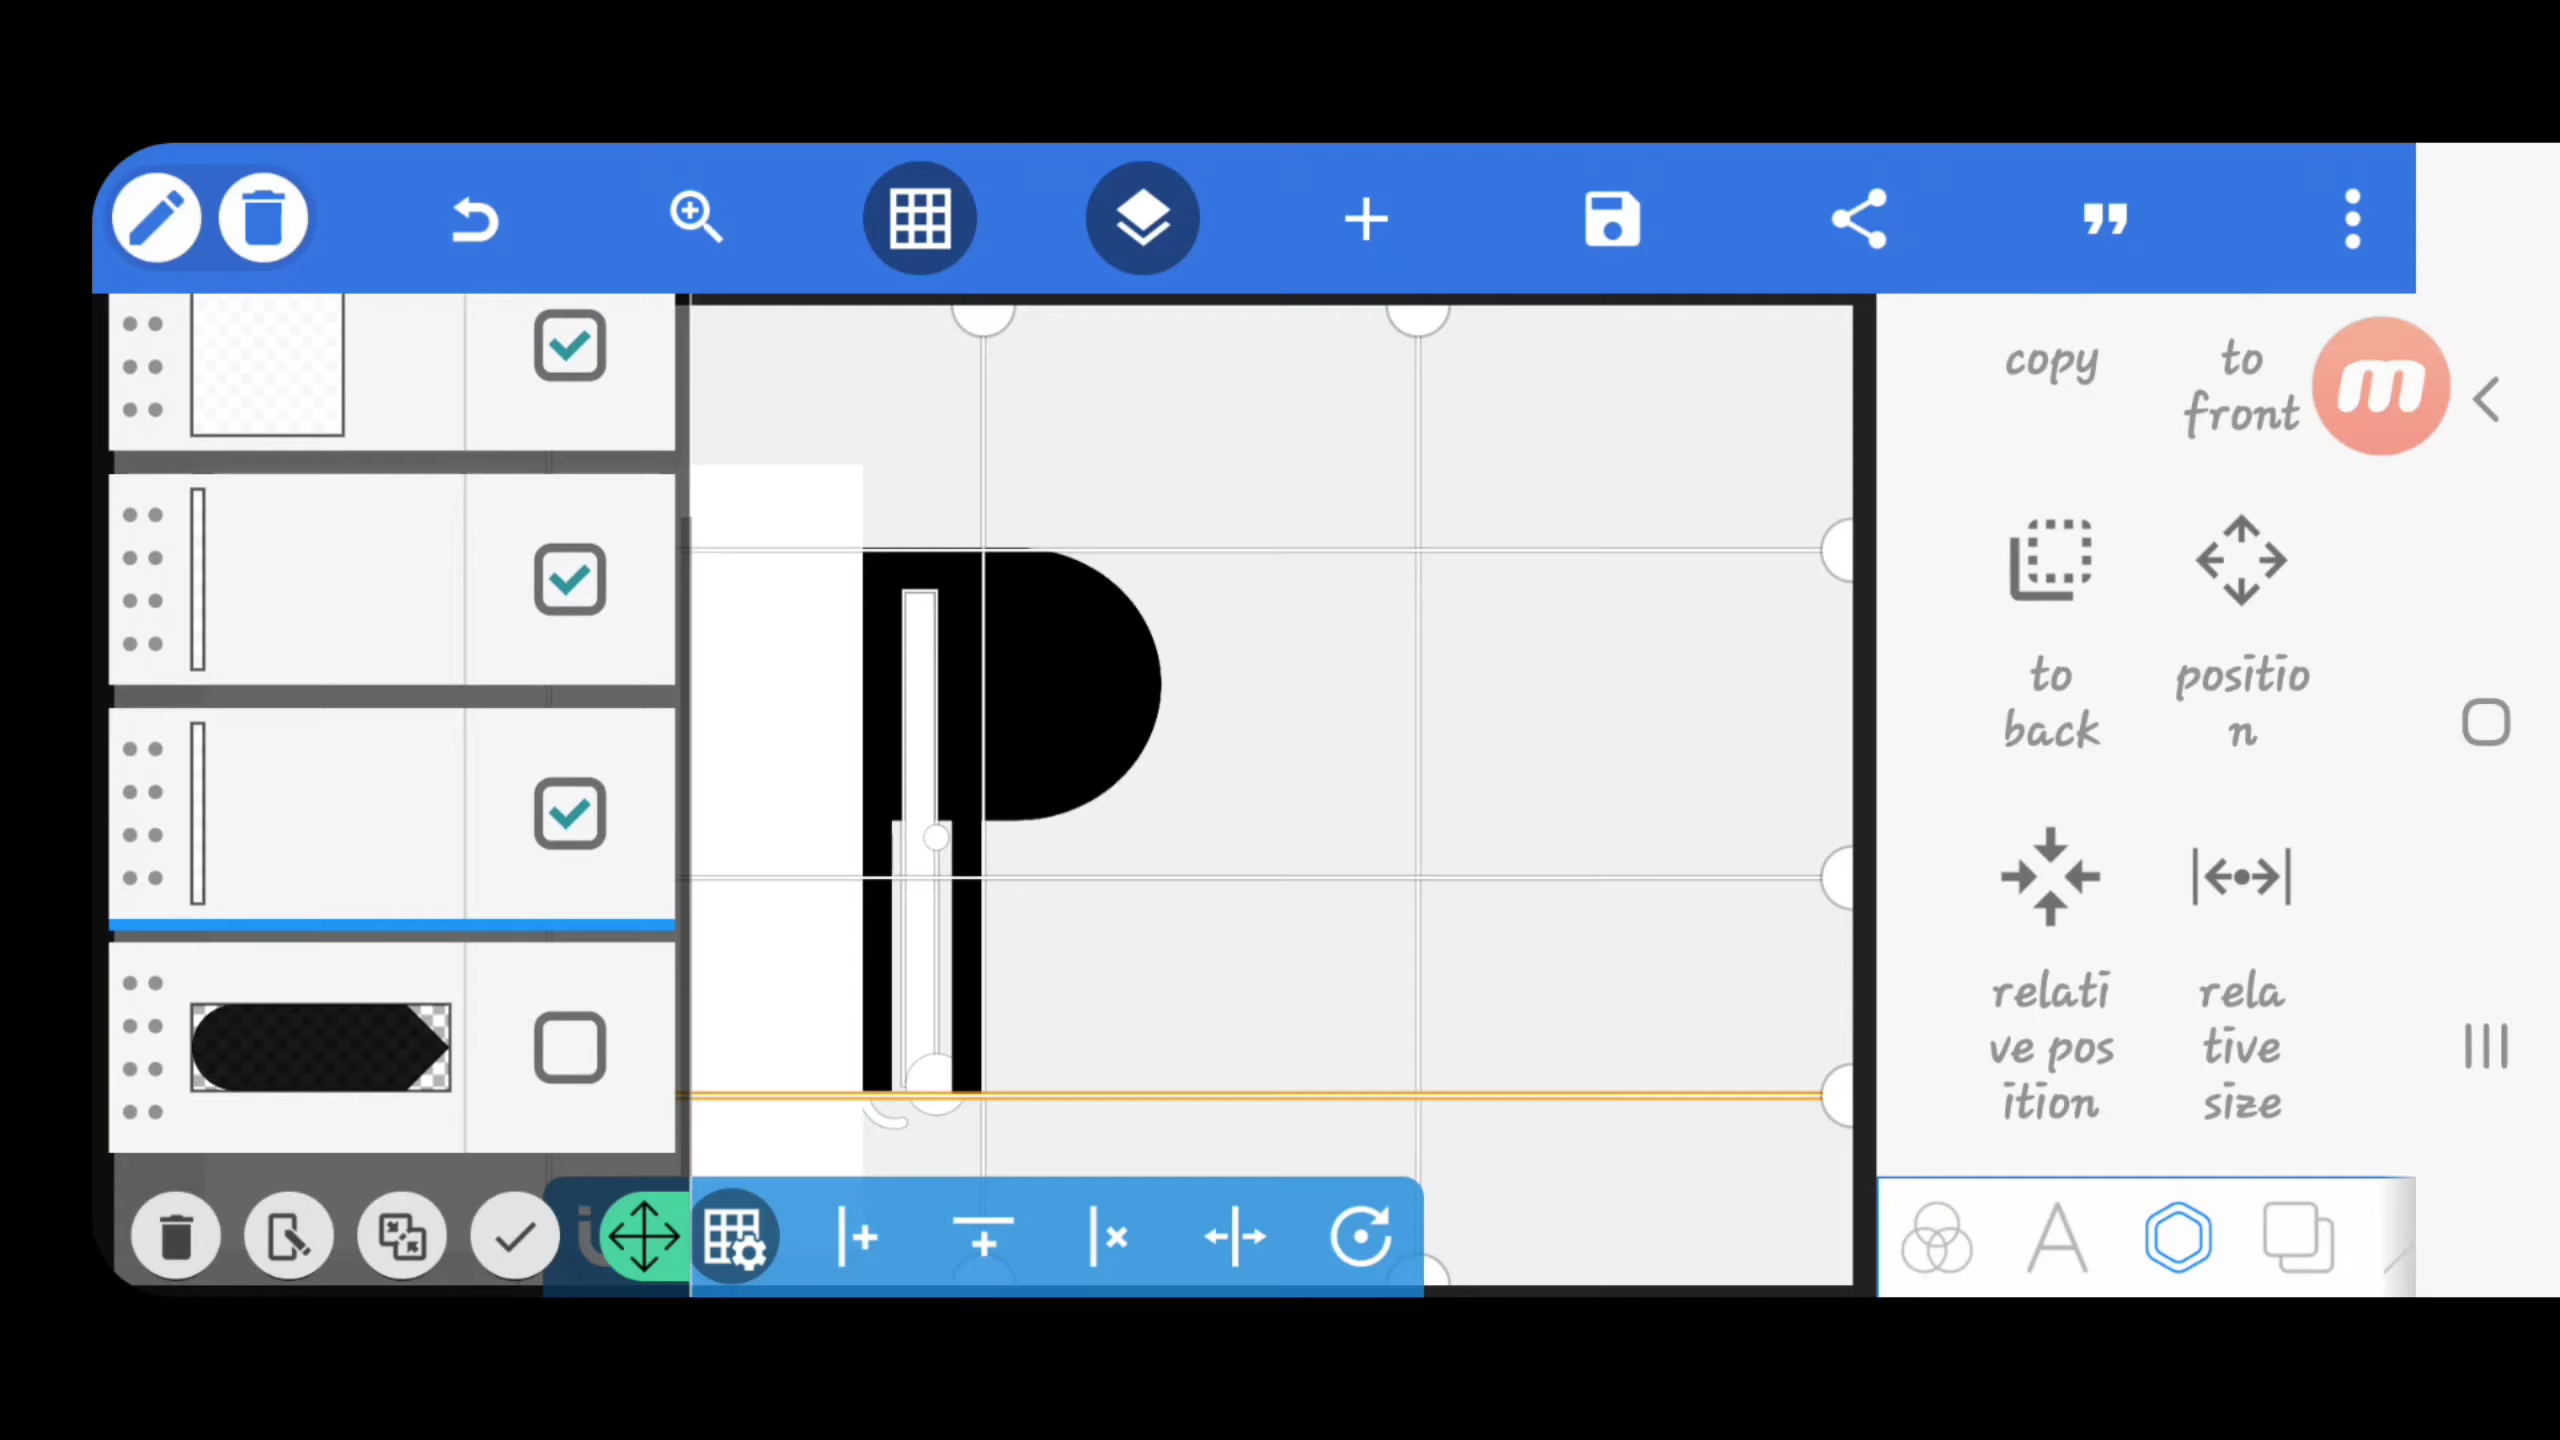 copy
to
front
m
to
back
positio
n
relati
ve pos
ition
rela
tive
size